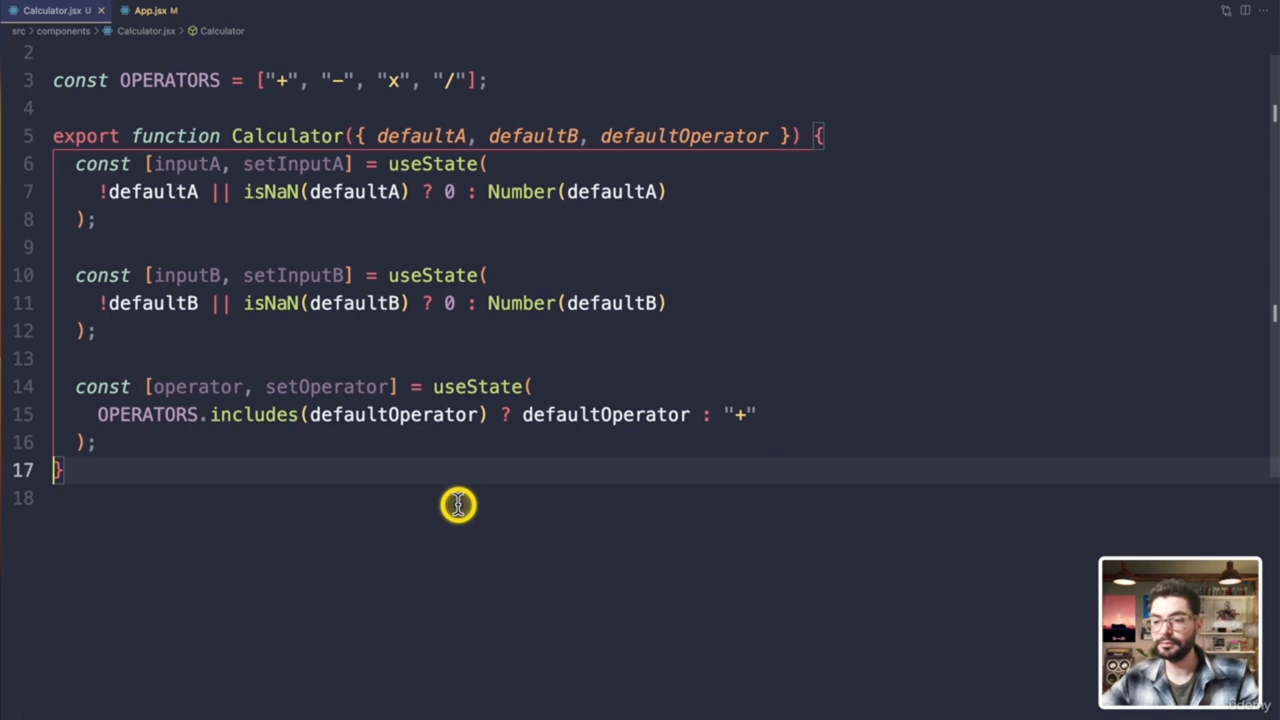 Calculator.jsx U × App.jsx M
src > components > Calculator.jsx > Calculator
2
3 const OPERATORS = ["+", "−", "x", "/"];
4
5 export function Calculator({ defaultA, defaultB, defaultOperator }) {
6 const [inputA, setInputA] = useState(
7 !defaultA || isNaN(defaultA) ? 0 : Number(defaultA)
8 );
9
10 const [inputB, setInputB] = useState(
11 !defaultB || isNaN(defaultB) ? 0 : Number(defaultB)
12 );
13
14 const [operator, setOperator] = useState(
15 OPERATORS.includes(defaultOperator) ? defaultOperator : "+"
16 );
17 }
18
ûdemy